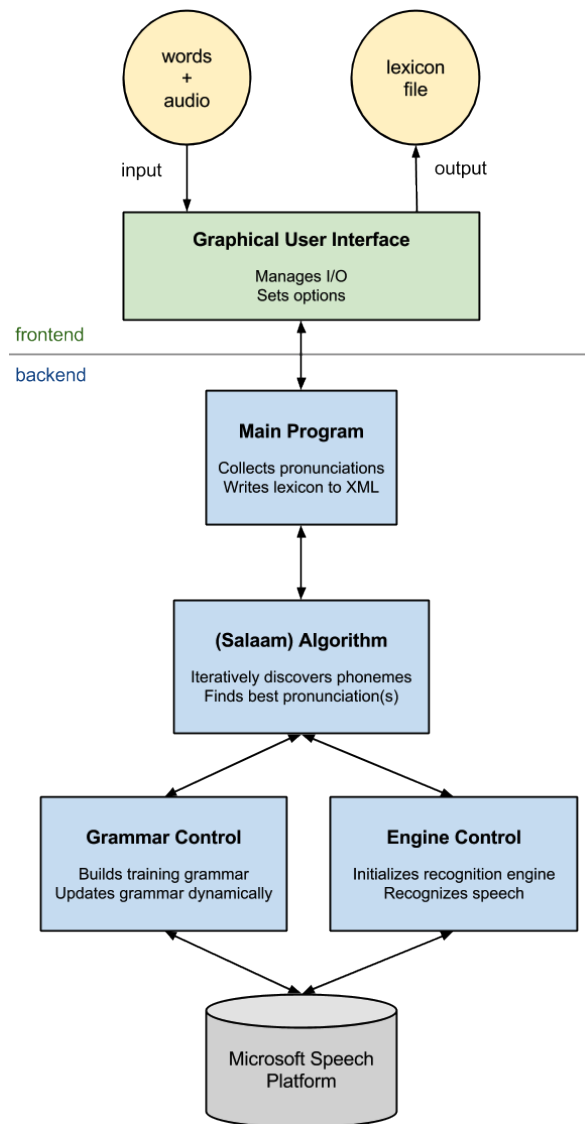 words
+
audio
lexicon
file
input
output
Graphical User Interface
Manages I/O
Sets options
frontend
backend
Main Program
Collects pronunciations
Writes lexicon to XML
(Salaam) Algorithm
Iteratively discovers phonemes
Finds best pronunciation(s)
Grammar Control
Builds training grammar
Updates grammar dynamically
Engine Control
Initializes recognition engine
Recognizes speech
Microsoft Speech
Platform